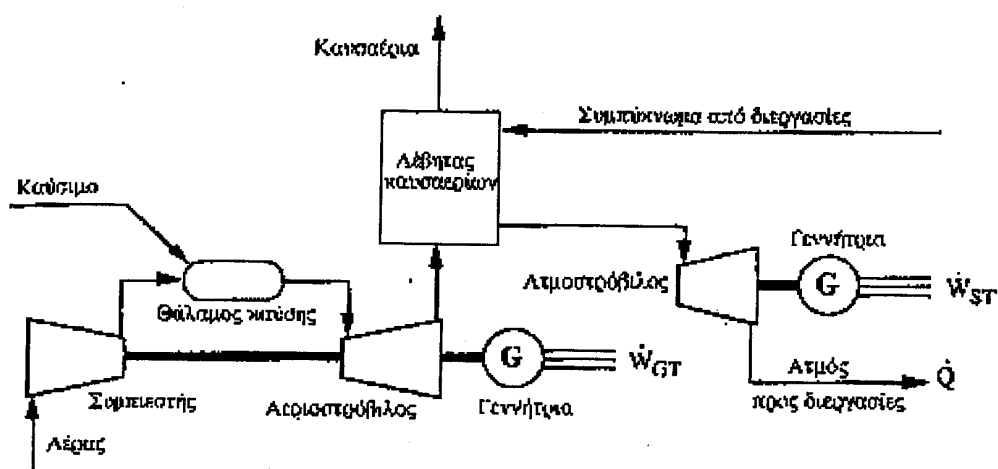 Καυσαέρια
Συμπύκνωμα από διεργασίες
Λέβητας
καυσαερίων
Καύσιμο
Γεννήτρια
Ατμοστρόβιλος
G
Ẇ_ST
Θάλαμος καύσης
G
Ẇ_GT
Ατμός
προς διεργασίες
Q̇
Συμπιεστής
Αεριοστρόβιλος
Γεννήτρια
Αέρας